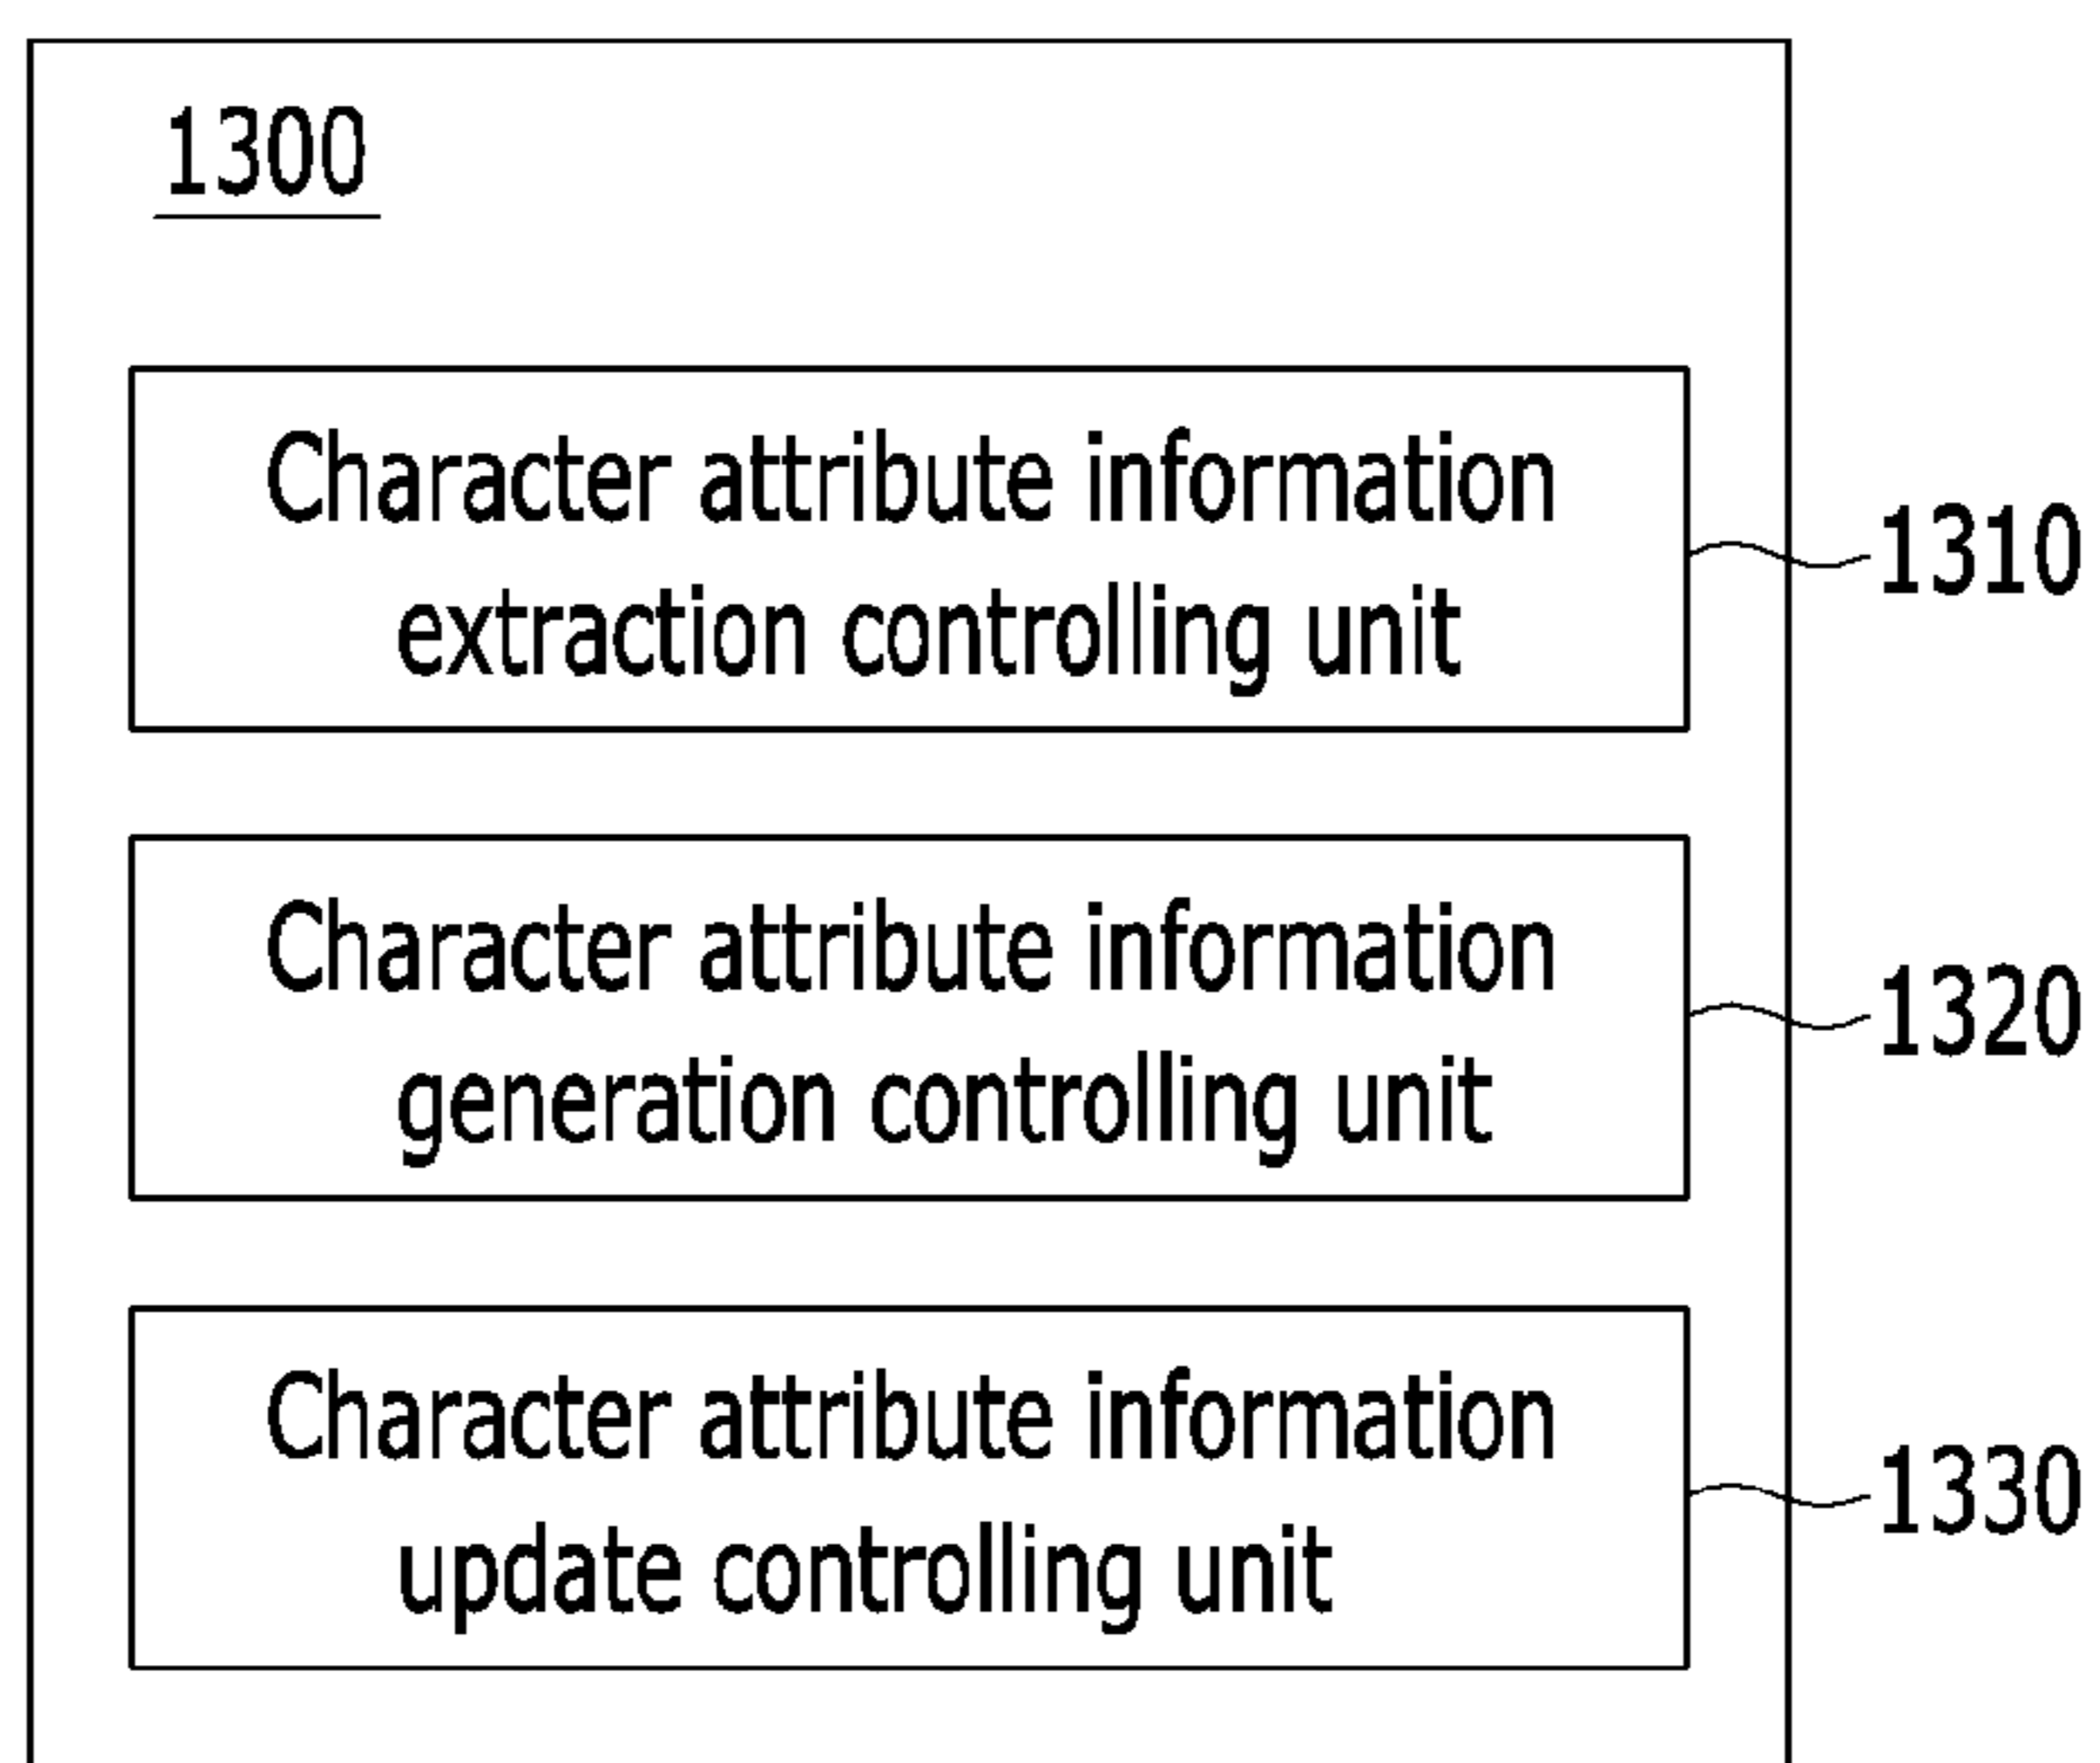 1300
Character attribute information
extraction controlling unit
1310
Character attribute information
generation controlling unit
1320
Character attribute information
update controlling unit
1330